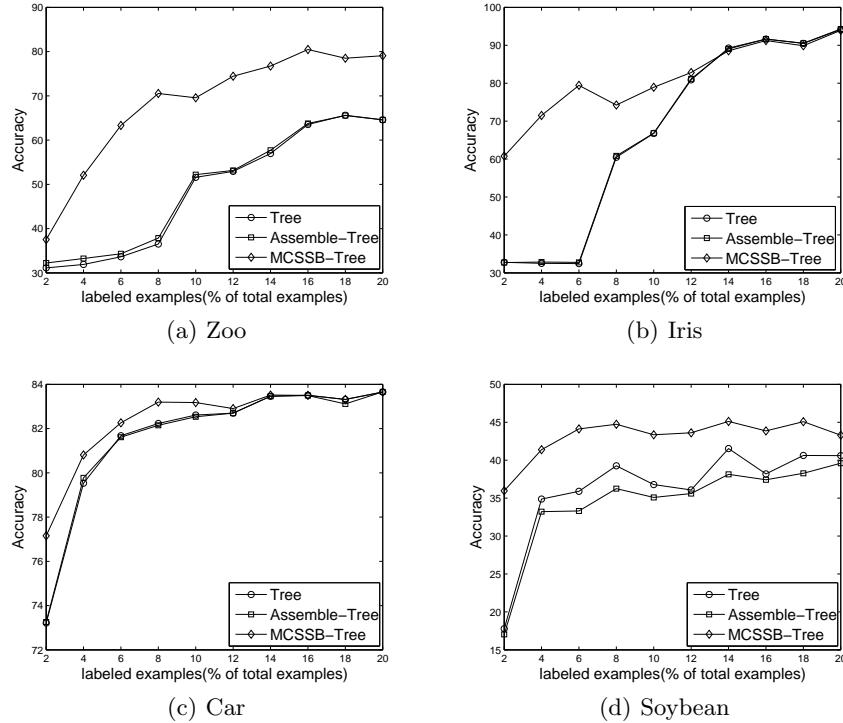 100
90
90
80
80
70
70
60
Accuracy
60
Accuracy
50
50
40
Tree
Assemble−Tree
MCSSB−Tree
40
Tree
Assemble−Tree
MCSSB−Tree
30
30
2 4 6 8 10 12 14 16 18 20
2 4 6 8 10 12 14 16 18 20
labeled examples(% of total examples)
labeled examples(% of total examples)
(a) Zoo
(b) Iris
84
82
80
78
76
74
72
Accuracy
Tree
Assemble−Tree
MCSSB−Tree
2 4 6 8 10 12 14 16 18 20
labeled examples(% of total examples)
(c) Car
50
45
40
35
30
25
20
15
Accuracy
Tree
Assemble−Tree
MCSSB−Tree
2 4 6 8 10 12 14 16 18 20
labeled examples(% of total examples)
(d) Soybean